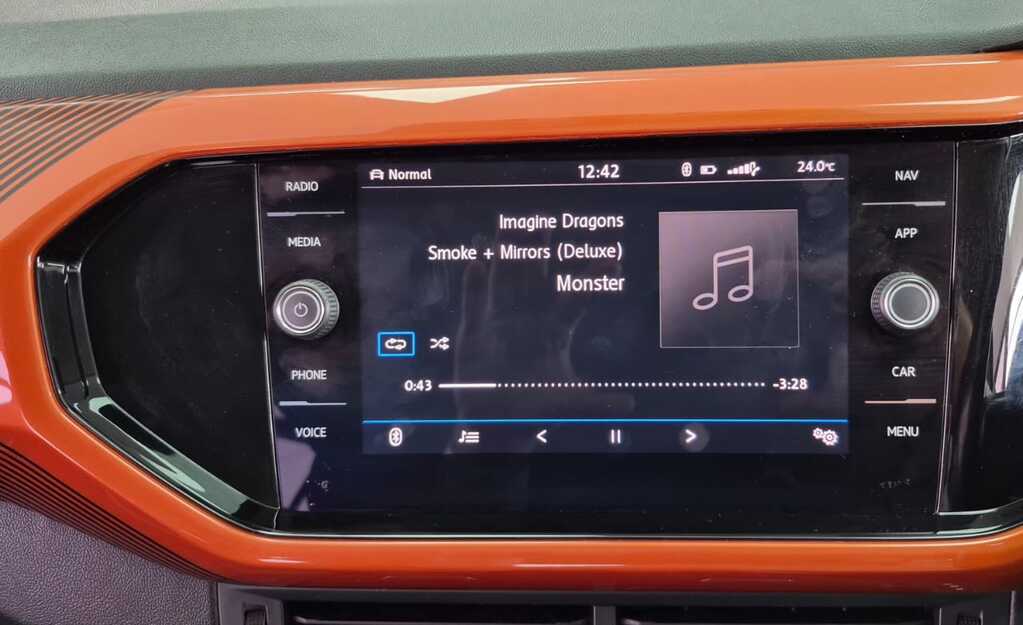 RADIO
MEDIA
PHONE
VOICE
Normal 12:42 24.0°C
Imagine Dragons
Smoke + Mirrors (Deluxe)
Monster
0:43 -3:28
NAV
APP
CAR
MENU